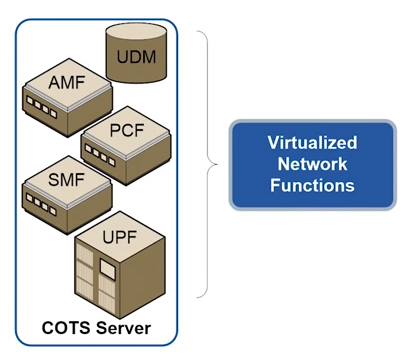 UDM
AMF
PCF
SMF
UPF
COTS Server
Virtualized
Network
Functions